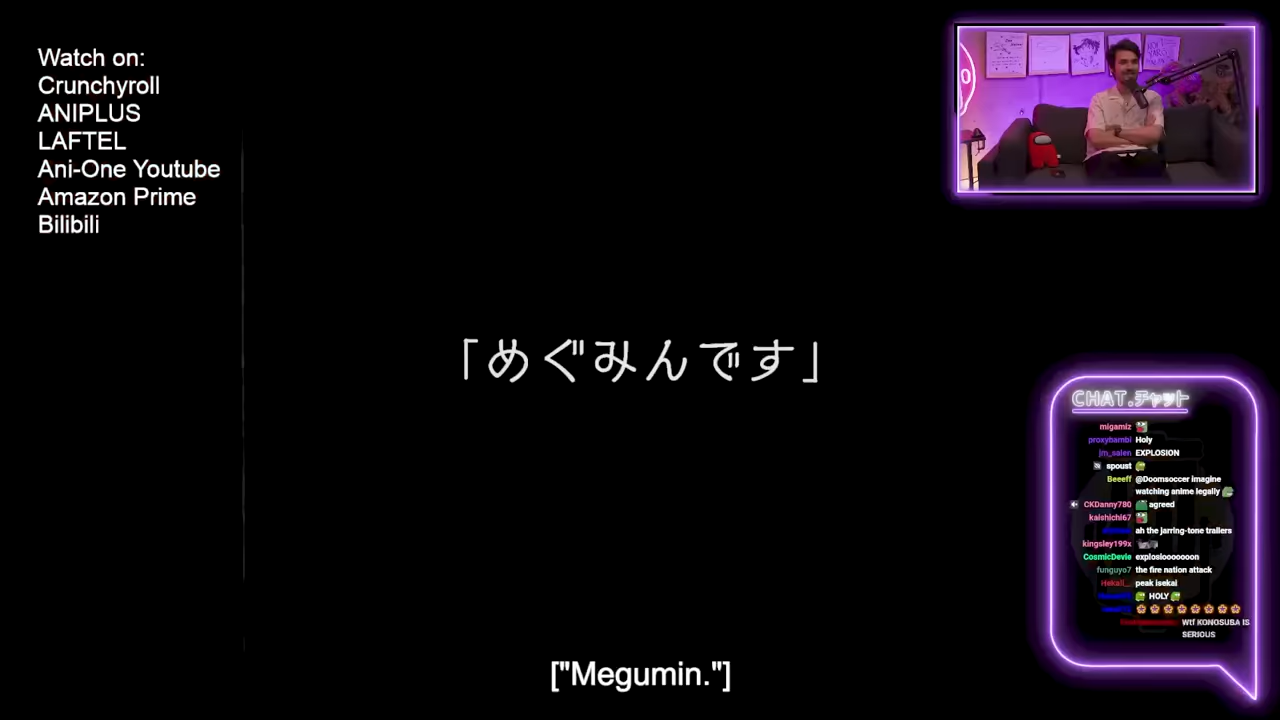 Watch on:
Crunchyroll
ANIPLUS
LAFTEL
Ani-One Youtube
Amazon Prime
Bilibili
「めぐみんです」
["Megumin."]
CHAT.チャット
migamiz
proxybambi Holy
jm_salen EXPLOSION
spoust
Beeeff @Doomsoccer imagine
watching anime legally
CKDanny780 agreed
kaishichi67
ah the jarring-tone trailers
kingsley199x
CosmicDevie explosiooooooon
funguyo7 the fire nation attack
peak isekai
HOLY
Wtf KONOSUBA IS
SERIOUS